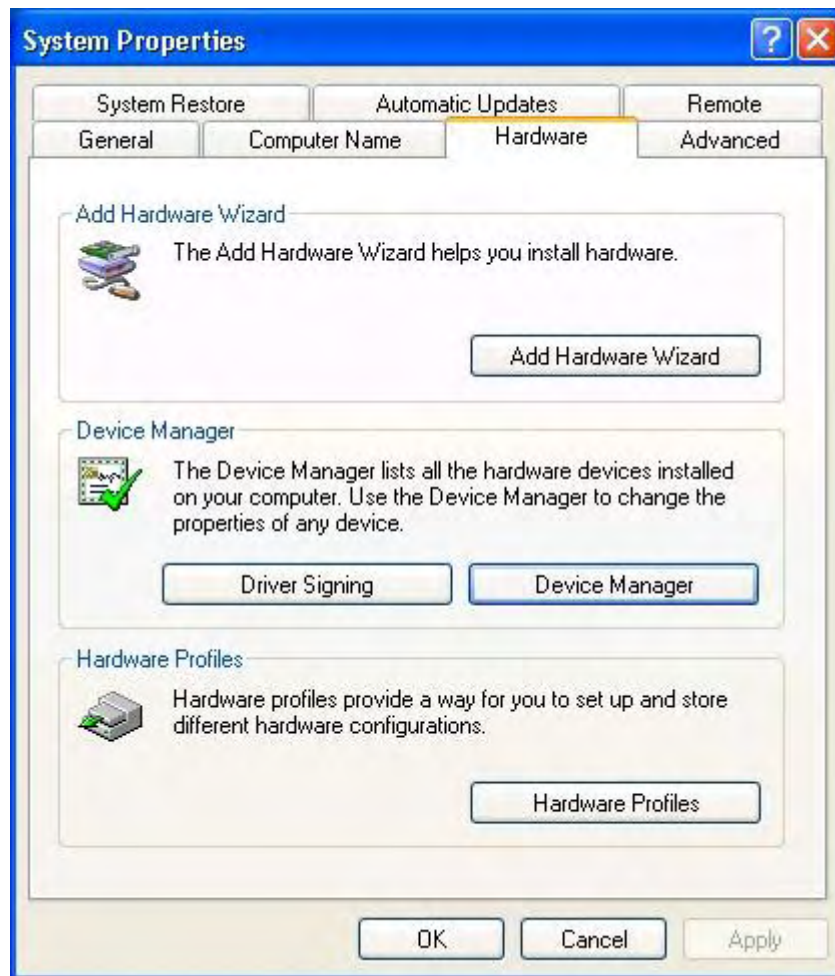 System Properties
?
System Restore
Automatic Updates
Remote
General
Computer Name
Hardware
Advanced
Add Hardware Wizard
The Add Hardware Wizard helps you install hardware.
Add Hardware Wizard
Device Manager
The Device Manager lists all the hardware devices installed
on your computer. Use the Device Manager to change the
properties of any device.
Driver Signing
Device Manager
Hardware Profiles
Hardware profiles provide a way for you to set up and store
different hardware configurations.
Hardware Profiles
OK
Cancel
Apply